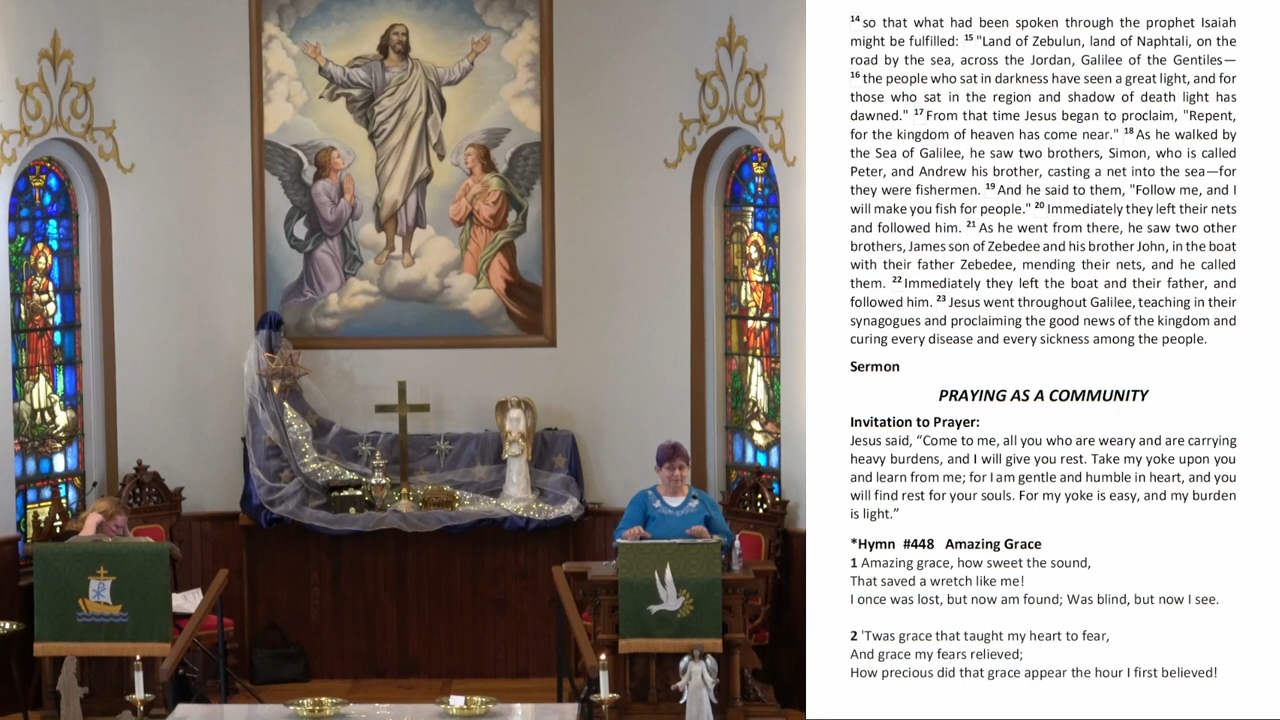 14 so that what had been spoken through the prophet Isaiah
might be fulfilled: 15 "Land of Zebulun, land of Naphtali, on the
road by the sea, across the Jordan, Galilee of the Gentiles—
16 the people who sat in darkness have seen a great light, and for
those who sat in the region and shadow of death light has
dawned." 17 From that time Jesus began to proclaim, "Repent,
for the kingdom of heaven has come near." 18 As he walked by
the Sea of Galilee, he saw two brothers, Simon, who is called
Peter, and Andrew his brother, casting a net into the sea—for
they were fishermen. 19 And he said to them, "Follow me, and I
will make you fish for people." 20 Immediately they left their nets
and followed him. 21 As he went from there, he saw two other
brothers, James son of Zebedee and his brother John, in the boat
with their father Zebedee, mending their nets, and he called
them. 22 Immediately they left the boat and their father, and
followed him. 23 Jesus went throughout Galilee, teaching in their
synagogues and proclaiming the good news of the kingdom and
curing every disease and every sickness among the people.
Sermon
PRAYING AS A COMMUNITY
Invitation to Prayer:
Jesus said, “Come to me, all you who are weary and are carrying
heavy burdens, and I will give you rest. Take my yoke upon you
and learn from me; for I am gentle and humble in heart, and you
will find rest for your souls. For my yoke is easy, and my burden
is light.”
*Hymn #448 Amazing Grace
1 Amazing grace, how sweet the sound,
That saved a wretch like me!
I once was lost, but now am found; Was blind, but now I see.
2 'Twas grace that taught my heart to fear,
And grace my fears relieved;
How precious did that grace appear the hour I first believed!